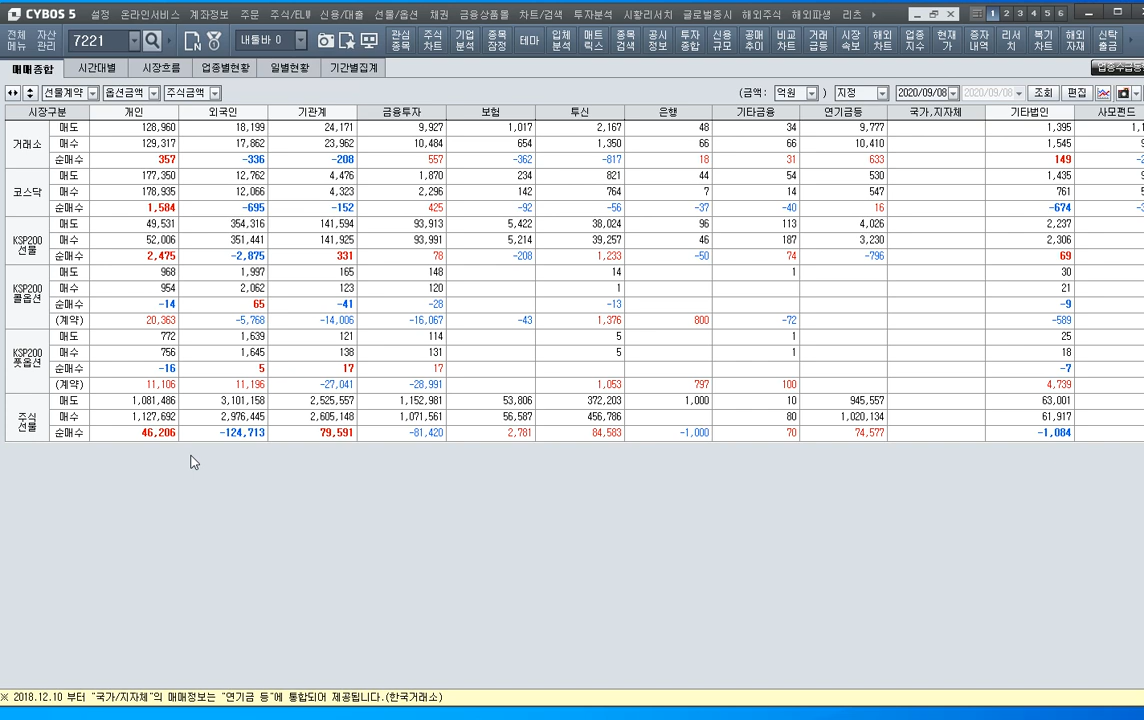 CYBOS 5 설정 온라인서비스 계좌정보 주문 주식/ELW 신용/대출 선물/옵션 채권 금융상품몰 차트/검색 투자분석 시황리서치 글로벌증시 해외주식 해외파생 리츠 1 2 3 4 5 6
전체메뉴 자산관리 7221 내툴바 0 관심종목 주식차트 기업분석 종목잠정 테마 입체분석 매트릭스 종목검색 공시정보 투자종합 신용규모 공매추이 비교차트 거래급등 시장속보 해외차트 업종지수 현재가 증자내역 리서치 복기차트 해외자재 신탁출금
매매종합 시간대별 시장흐름 업종별현황 일별현황 기간별집계
선물계약 옵션금액 주식금액 (금액: 억원 ) 지정 2020/09/08 2020/09/08 조회 편집
시장구분 개인 외국인 기관계 금융투자 보험 투신 은행 기타금융 연기금등 국가,지자체 기타법인 사모펀드
거래소
매도 128,960 18,199 24,171 9,927 1,017 2,167 48 34 9,777 1,395
매수 129,317 17,862 23,962 10,484 654 1,350 66 66 10,410 1,545
순매수 357 -336 -208 557 -362 -817 18 31 633 149
코스닥
매도 177,350 12,762 4,476 1,870 234 821 44 54 530 1,435
매수 178,935 12,066 4,323 2,296 142 764 7 14 547 761
순매수 1,584 -695 -152 425 -92 -56 -37 -40 16 -674
KSP200 선물
매도 49,531 354,316 141,594 93,913 5,422 38,024 96 113 4,026 2,237
매수 52,006 351,441 141,925 93,991 5,214 39,257 46 187 3,230 2,306
순매수 2,475 -2,875 331 78 -208 1,233 -50 74 -796 69
KSP200 콜옵션
매도 968 1,997 165 148 14 1 30
매수 954 2,062 123 120 1 21
순매수 -14 65 -41 -28 -13 -9
(계약) 20,363 -5,768 -14,006 -16,067 -43 1,376 800 -72 -589
KSP200 풋옵션
매도 772 1,639 121 114 5 1 25
매수 756 1,645 138 131 5 1 18
순매수 -16 5 17 17 -7
(계약) 11,106 11,196 -27,041 -28,991 1,053 797 100 4,739
주식 선물
매도 1,081,486 3,101,158 2,525,557 1,152,981 53,806 372,203 1,000 10 945,557 63,001
매수 1,127,692 2,976,445 2,605,148 1,071,561 56,587 456,786 80 1,020,134 61,917
순매수 46,206 -124,713 79,591 -81,420 2,781 84,583 -1,000 70 74,577 -1,084
※ 2018.12.10 부터 "국가/지자체"의 매매정보는 "연기금 등"에 통합되며 제공됩니다.(한국거래소)